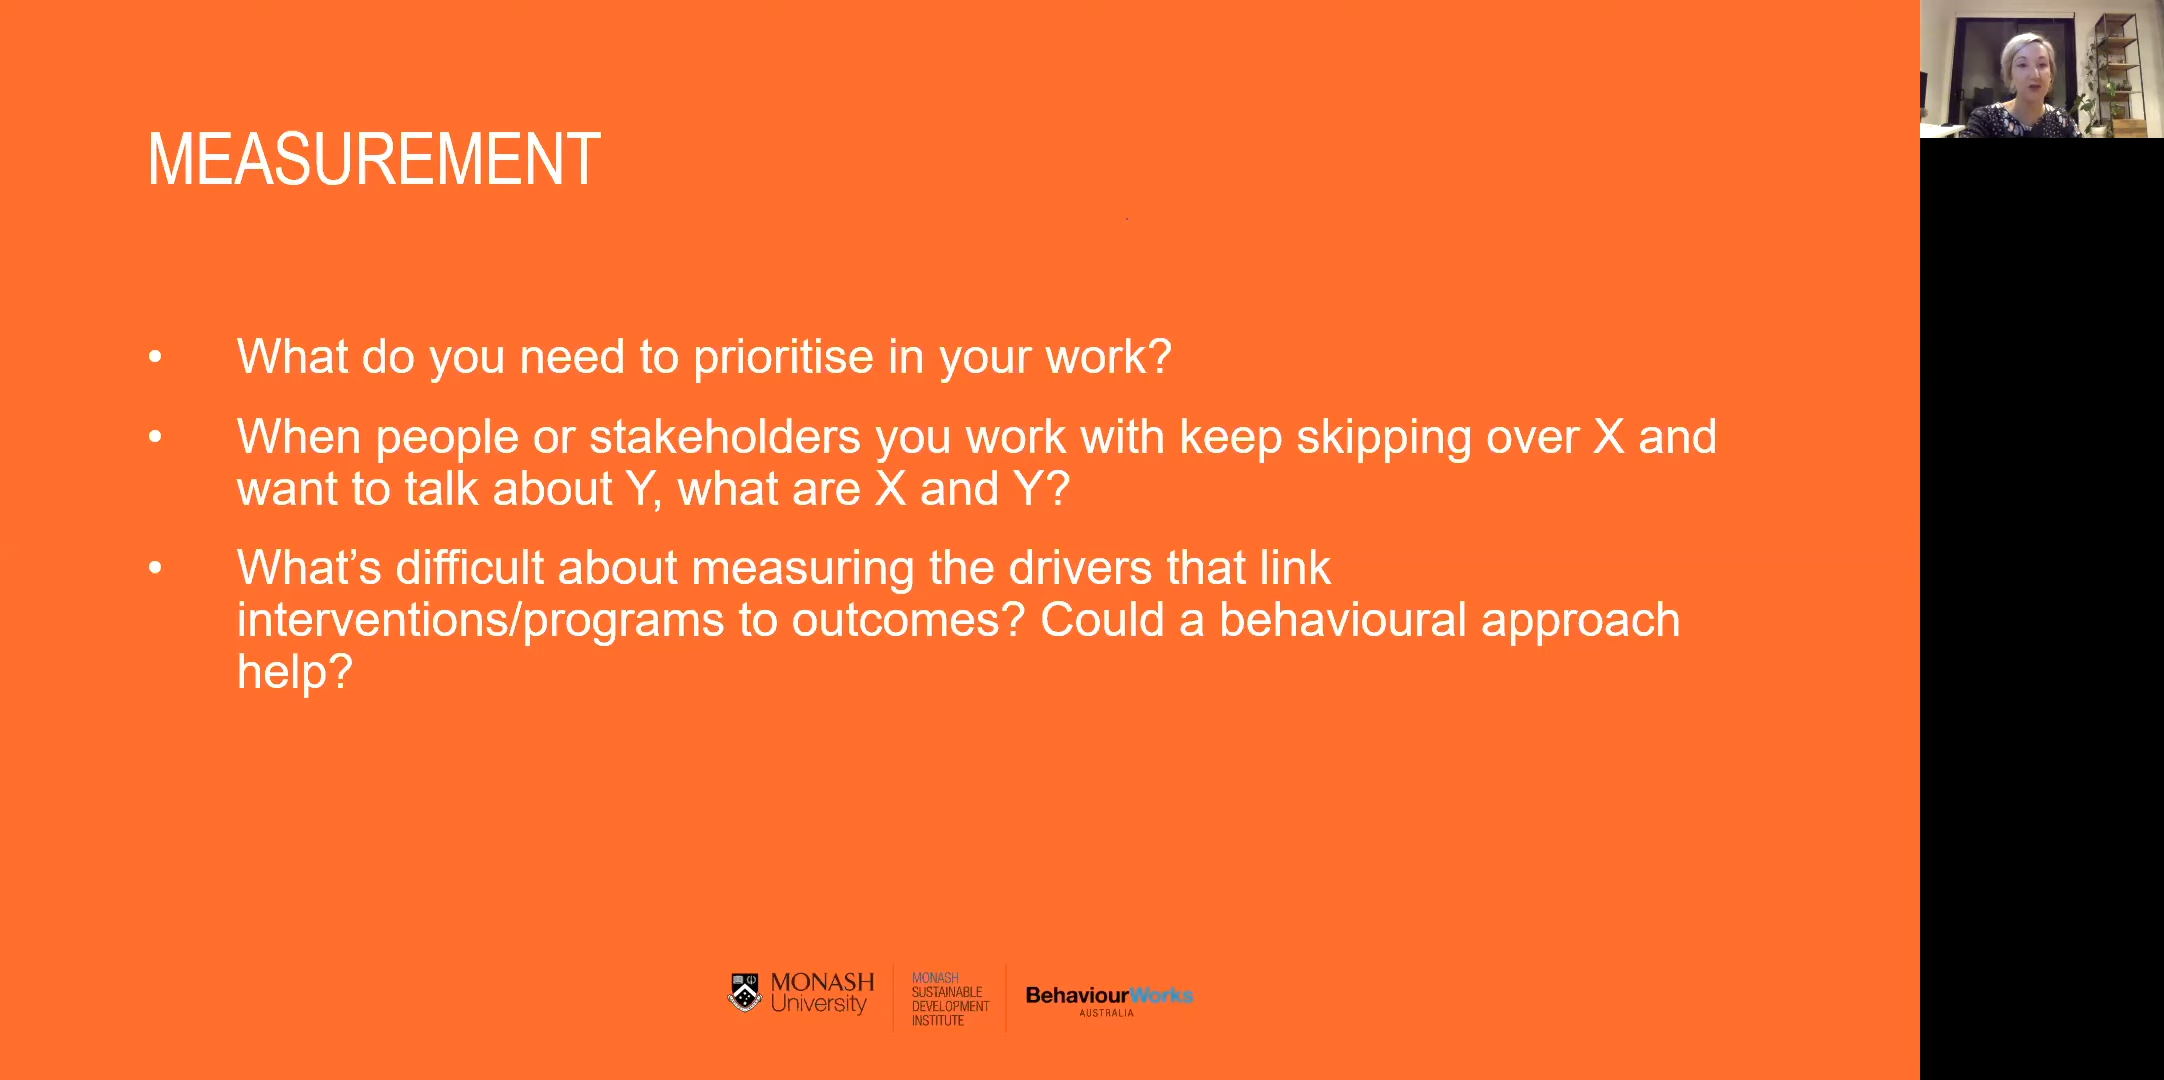 MEASUREMENT
• What do you need to prioritise in your work?
• When people or stakeholders you work with keep skipping over X and
want to talk about Y, what are X and Y?
• What’s difficult about measuring the drivers that link
interventions/programs to outcomes? Could a behavioural approach
help?
MONASH
University
MONASH
SUSTAINABLE
DEVELOPMENT
INSTITUTE
BehaviourWorks
AUSTRALIA